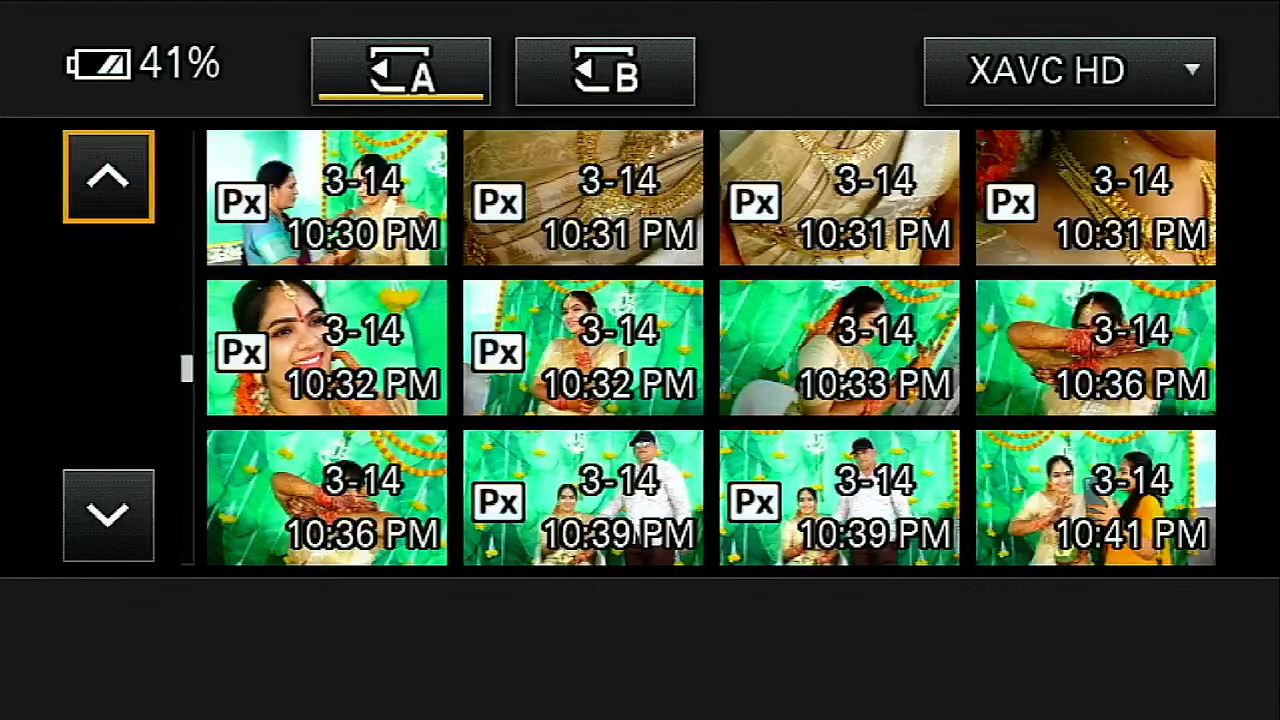 41%
A
B
XAVC HD
Px 3-14
10:30 PM
Px 3-14
10:31 PM
Px 3-14
10:31 PM
Px 3-14
10:31 PM
Px 3-14
10:32 PM
Px 3-14
10:32 PM
3-14
10:33 PM
3-14
10:36 PM
3-14
10:36 PM
Px 3-14
10:39 PM
Px 3-14
10:39 PM
3-14
10:41 PM